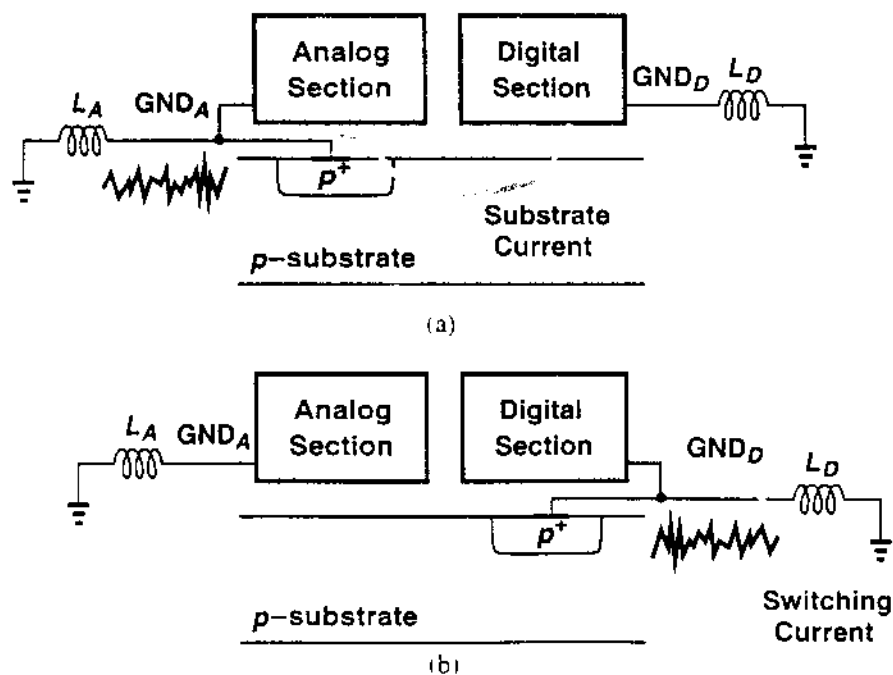 Analog
Section
Digital
Section
L_A
GND_A
GND_D
L_D
p+
Substrate
Current
p-substrate
(a)
Analog
Section
Digital
Section
L_A
GND_A
GND_D
L_D
p+
p-substrate
Switching
Current
(b)